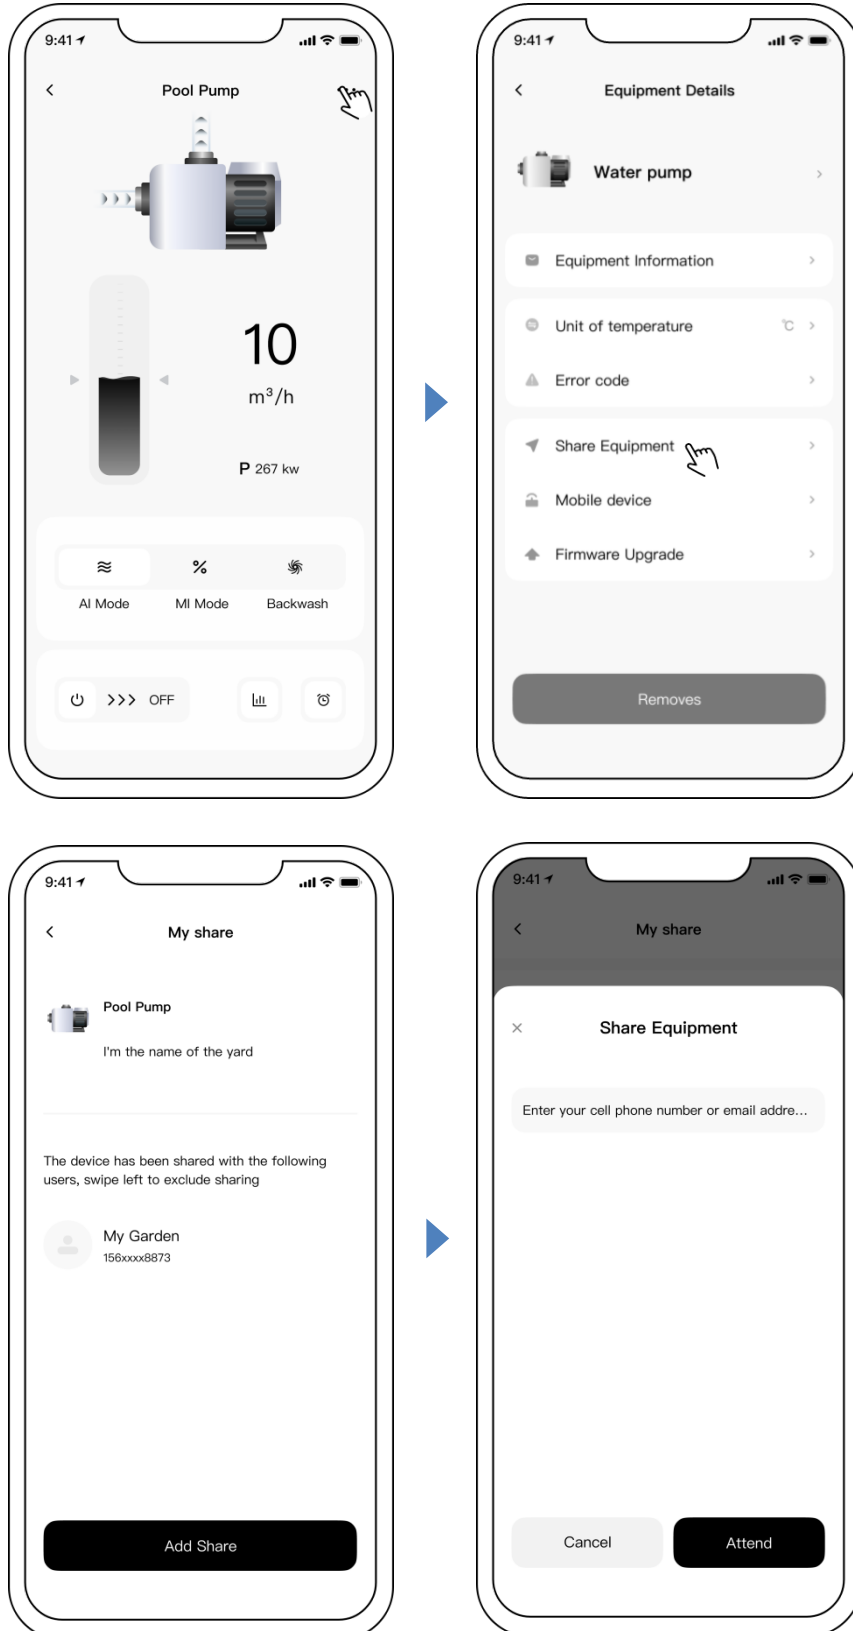 9:41
Pool Pump
10
m³/h
P 267 kw
AI Mode
MI Mode
Backwash
>>> OFF
9:41
Equipment Details
Water pump
Equipment Information
Unit of temperature
℃
Error code
Share Equipment
Mobile device
Firmware Upgrade
Removes
9:41
My share
Pool Pump
I'm the name of the yard
The device has been shared with the following
users, swipe left to exclude sharing
My Garden
156xxxx8873
Add Share
9:41
My share
Share Equipment
Enter your cell phone number or email addre...
Cancel
Attend